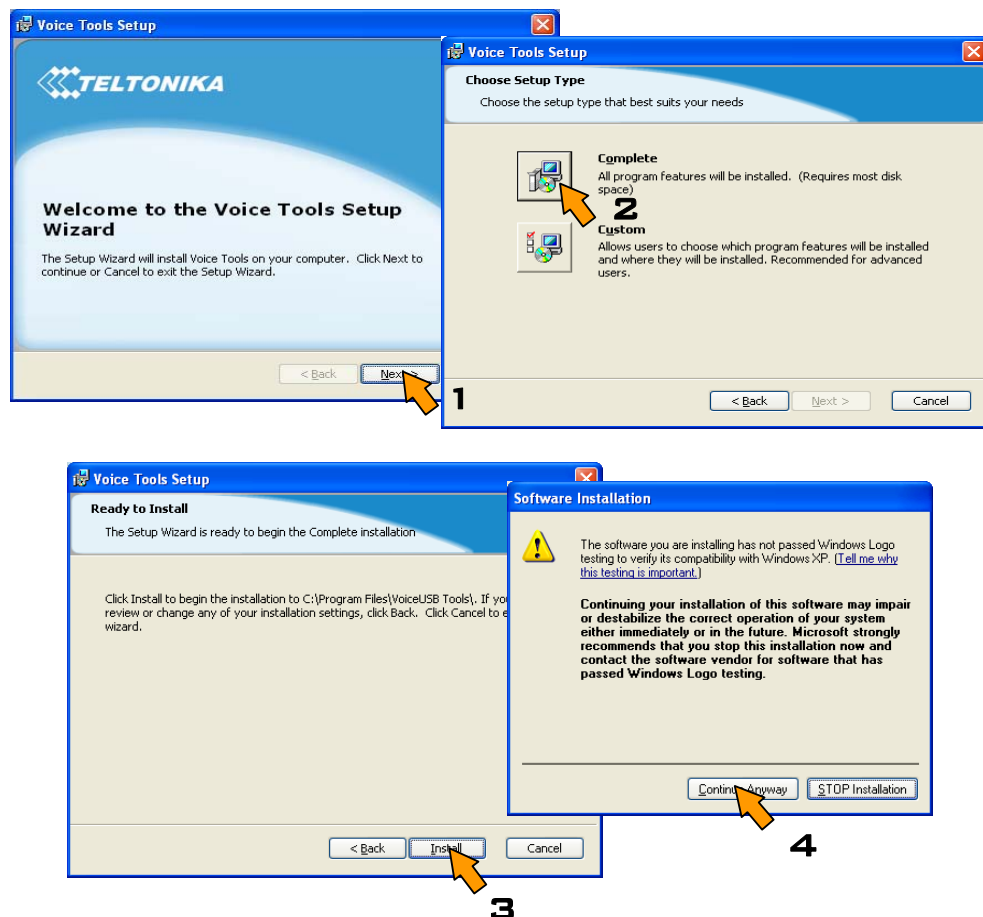 Voice Tools Setup
TELTONIKA
Welcome to the Voice Tools Setup
Wizard
The Setup Wizard will install Voice Tools on your computer. Click Next to
continue or Cancel to exit the Setup Wizard.
< Back
Next >
1
Voice Tools Setup
Choose Setup Type
Choose the setup type that best suits your needs
Complete
All program features will be installed. (Requires most disk
space)
2
Custom
Allows users to choose which program features will be installed
and where they will be installed. Recommended for advanced
users.
< Back
Next >
Cancel
Voice Tools Setup
Ready to Install
The Setup Wizard is ready to begin the Complete installation
Click Install to begin the installation to C:\Program Files\VoiceUSB Tools\. If you
review or change any of your installation settings, click Back. Click Cancel to
wizard.
< Back
Install
Cancel
3
Software Installation
The software you are installing has not passed Windows Logo
testing to verify its compatibility with Windows XP. (Tell me why
this testing is important.)
Continuing your installation of this software may impair
or destabilize the correct operation of your system
either immediately or in the future. Microsoft strongly
recommends that you stop this installation now and
contact the software vendor for software that has
passed Windows Logo testing.
Continue Anyway
STOP Installation
4